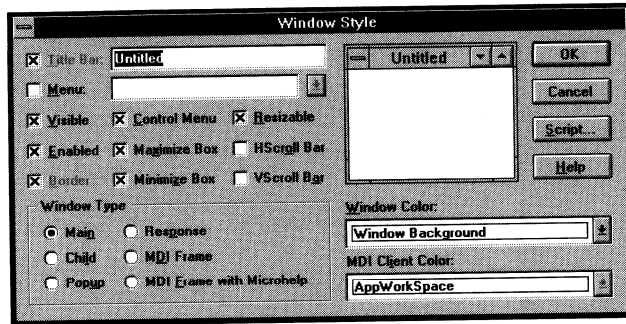 Window Style
Title Bar: Untitled
Menu:
Visible Control Menu Resizable
Enabled Maximize Box HScroll Bar
Border Minimize Box VScroll Bar
Window Type
Main Response
Child MDI Frame
Popup MDI Frame with Microhelp
Untitled
OK
Cancel
Script...
Help
Window Color:
Window Background
MDI Client Color:
AppWorkSpace